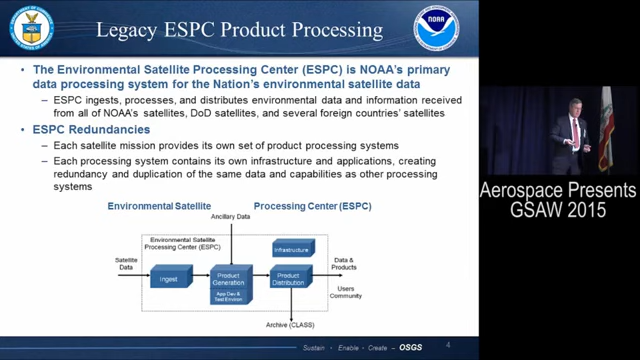 Legacy ESPC Product Processing
NOAA
• The Environmental Satellite Processing Center (ESPC) is NOAA's primary
data processing system for the Nation's environmental satellite data
– ESPC ingests, processes, and distributes environmental data and information received
from all of NOAA's satellites, DoD satellites, and several foreign countries' satellites
• ESPC Redundancies
– Each satellite mission provides its own set of product processing systems
– Each processing system contains its own infrastructure and applications, creating
redundancy and duplication of the same data and capabilities as other processing
systems
Environmental Satellite Processing Center (ESPC)
Ancillary Data
Environmental Satellite
Processing Center (ESPC)
Infrastructure
Satellite
Data
Ingest
Product
Generation
App Dev &
Test Environ
Product
Distribution
Data &
Products
Users
Community
Archive (CLASS)
Sustain - Enable - Create – OSGS
4
Aerospace Presents
GSAW 2015